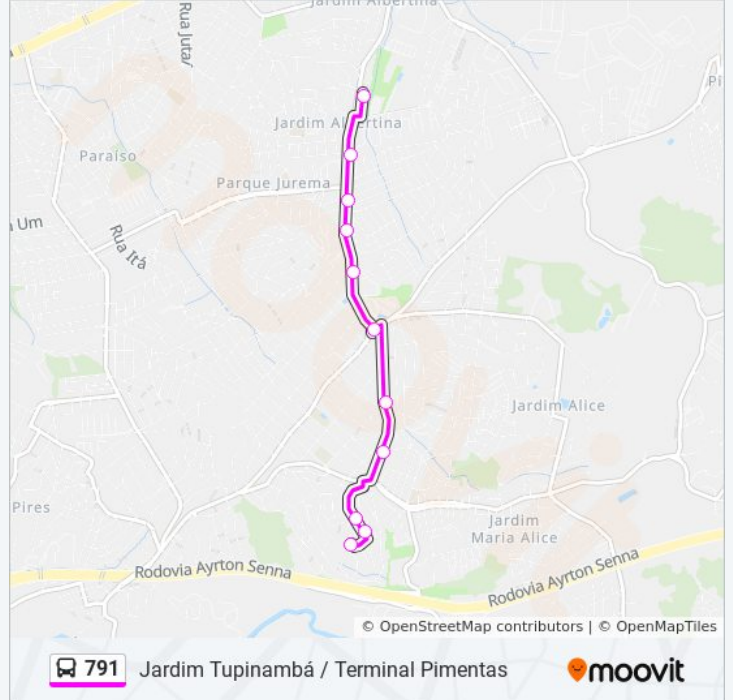 Jardim Albertina
Rua Jutaí
Jardim Albertina
Paraíso
Parque Jurema
Um
Rua Itá
Jardim Alice
Pires
Jardim
Maria Alice
Rodovia Ayrton Senna
Rodovia Ayrton Senna
© OpenStreetMap contributors | © OpenMapTiles
791 Jardim Tupinambá / Terminal Pimentas
moovit